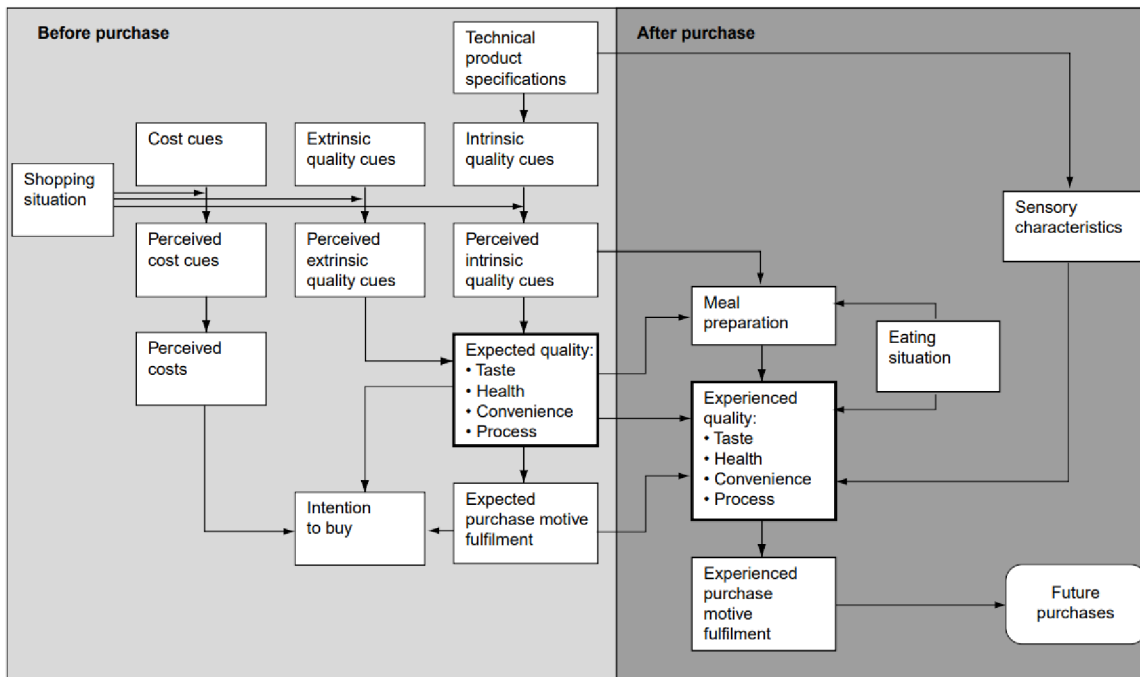 Before purchase
After purchase
Technical
product
specifications
Cost cues
Extrinsic
quality cues
Intrinsic
quality cues
Shopping
situation
Sensory
characteristics
Perceived
cost cues
Perceived
extrinsic
quality cues
Perceived
intrinsic
quality cues
Meal
preparation
Eating
situation
Perceived
costs
Expected quality:
• Taste
• Health
• Convenience
• Process
Experienced
quality:
• Taste
• Health
• Convenience
• Process
Intention
to buy
Expected
purchase motive
fulfilment
Experienced
purchase
motive
fulfilment
Future
purchases